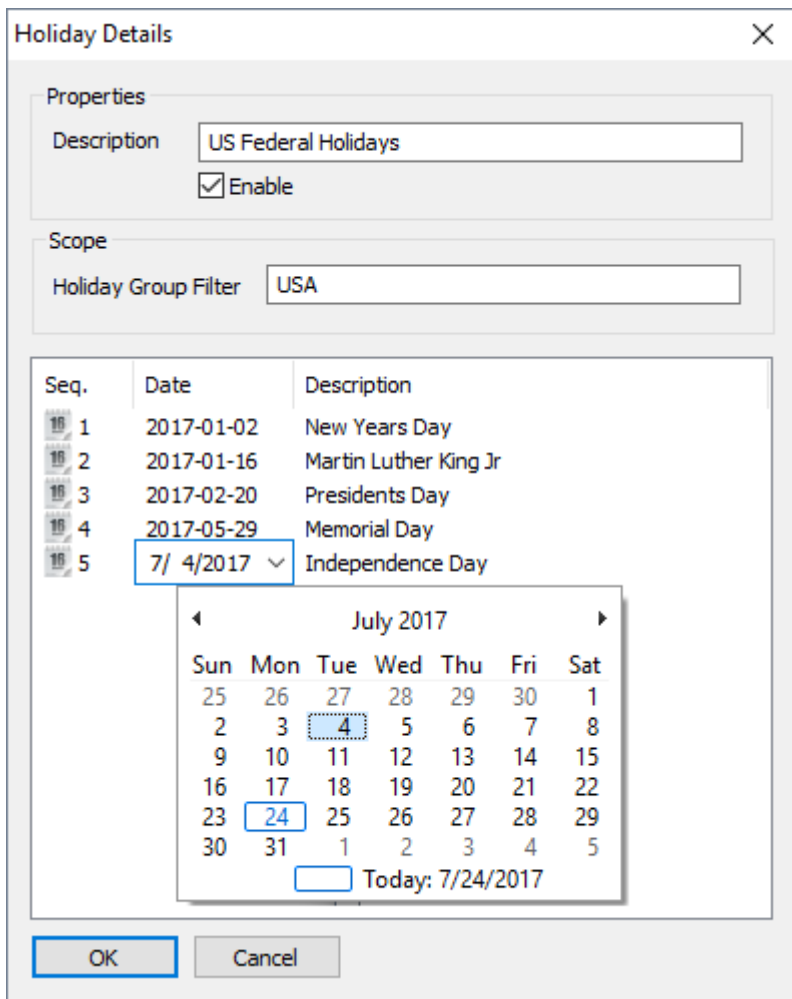 Holiday Details
Properties
Description US Federal Holidays
Enable
Scope
Holiday Group Filter USA
Seq. Date Description
16 1 2017-01-02 New Years Day
16 2 2017-01-16 Martin Luther King Jr
16 3 2017-02-20 Presidents Day
16 4 2017-05-29 Memorial Day
16 5 7/ 4/2017 Independence Day
July 2017
Sun Mon Tue Wed Thu Fri Sat
25 26 27 28 29 30 1
2 3 4 5 6 7 8
9 10 11 12 13 14 15
16 17 18 19 20 21 22
23 24 25 26 27 28 29
30 31 1 2 3 4 5
Today: 7/24/2017
OK Cancel